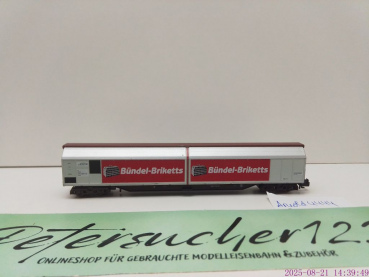 Bündel-Briketts Bündel-Briketts
Petersucher123
ONLINESHOP FÜR GEBRAUCHTE MODELLEISENBAHN & ZUBEHÖR
2025-08-21 14:39:49